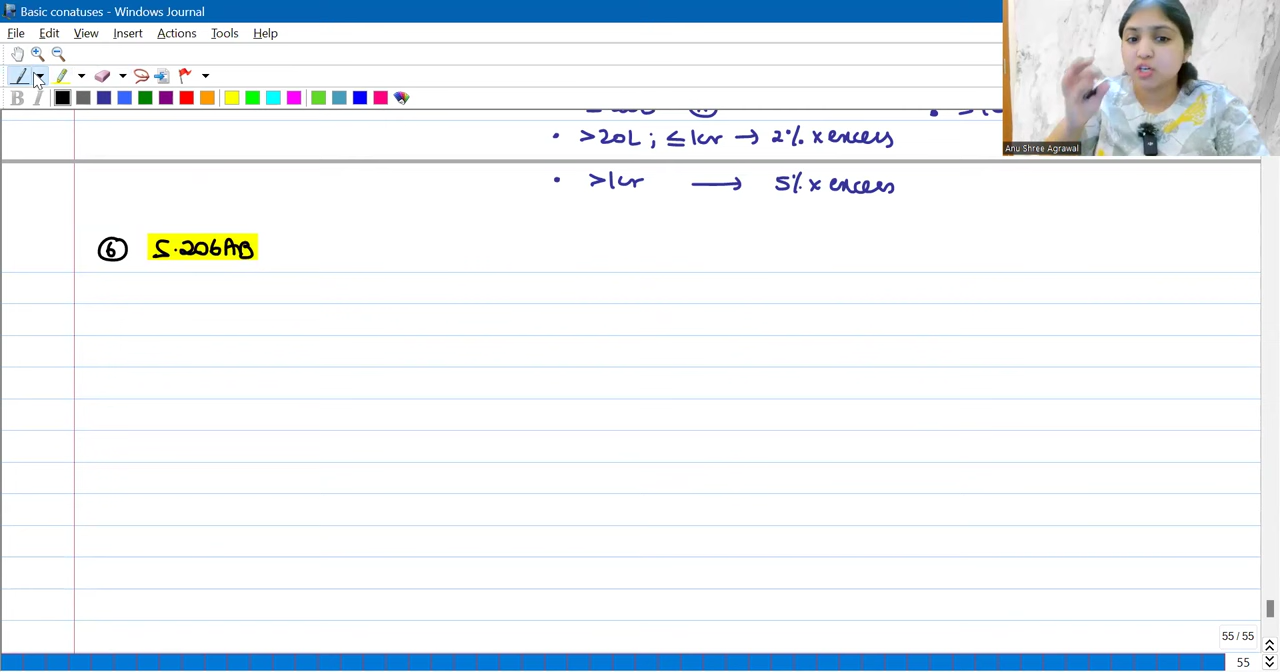 Basic conatuses - Windows Journal
File Edit View Insert Actions Tools Help
B I
• >20L ; ≤ 1cr → 2% x excess
• >1cr → 5% x excess
Anu Shree Agrawal
⑥ S.206AB
55 / 55
55